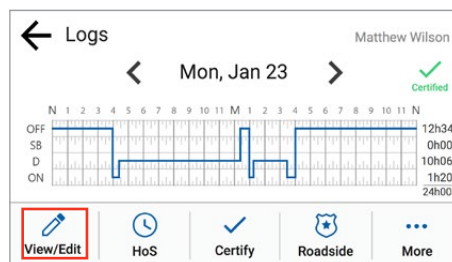 Logs
Matthew Wilson
Mon, Jan 23
Certified
N 1 2 3 4 5 6 7 8 9 10 11 M 1 2 3 4 5 6 7 8 9 10 11 N
OFF 12h34
SB 0h00
D 10h06
ON 1h20
24h00
View/Edit HoS Certify Roadside More